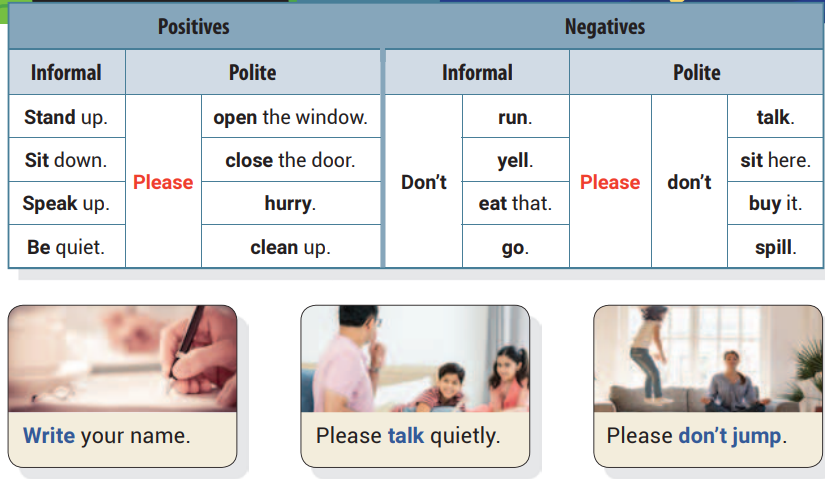 Positives Negatives
Informal Polite Informal Polite
Stand up. open the window. run. talk.
Sit down. close the door. yell. sit here.
Please Don't Please don't
Speak up. hurry. eat that. buy it.
Be quiet. clean up. go. spill.
Write your name. Please talk quietly. Please don't jump.